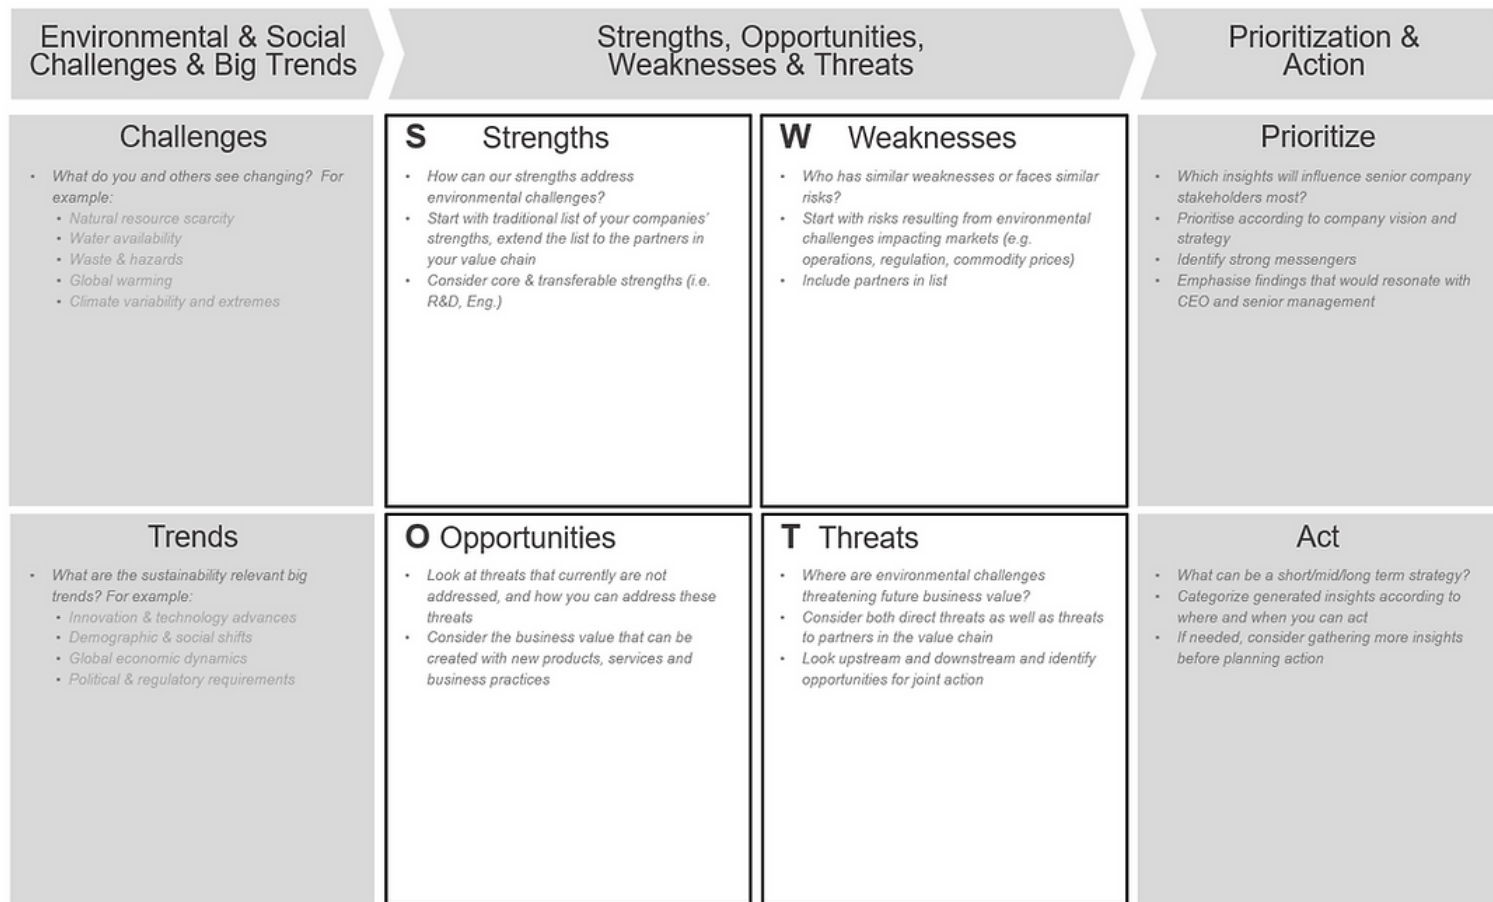 Environmental & Social
Challenges & Big Trends
Strengths, Opportunities,
Weaknesses & Threats
Prioritization &
Action
Challenges
• What do you and others see changing? For
example:
• Natural resource scarcity
• Water availability
• Waste & hazards
• Global warming
• Climate variability and extremes
S Strengths
• How can our strengths address
environmental challenges?
• Start with traditional list of your companies'
strengths, extend the list to the partners in
your value chain
• Consider core & transferable strengths (i.e.
R&D, Eng.)
W Weaknesses
• Who has similar weaknesses or faces similar
risks?
• Start with risks resulting from environmental
challenges impacting markets (e.g.
operations, regulation, commodity prices)
• Include partners in list
Prioritize
• Which insights will influence senior company
stakeholders most?
• Prioritise according to company vision and
strategy
• Identify strong messengers
• Emphasise findings that would resonate with
CEO and senior management
Trends
• What are the sustainability relevant big
trends? For example:
• Innovation & technology advances
• Demographic & social shifts
• Global economic dynamics
• Political & regulatory requirements
O Opportunities
• Look at threats that currently are not
addressed, and how you can address these
threats
• Consider the business value that can be
created with new products, services and
business practices
T Threats
• Where are environmental challenges
threatening future business value?
• Consider both direct threats as well as threats
to partners in the value chain
• Look upstream and downstream and identify
opportunities for joint action
Act
• What can be a short/mid/long term strategy?
• Categorize generated insights according to
where and when you can act
• If needed, consider gathering more insights
before planning action